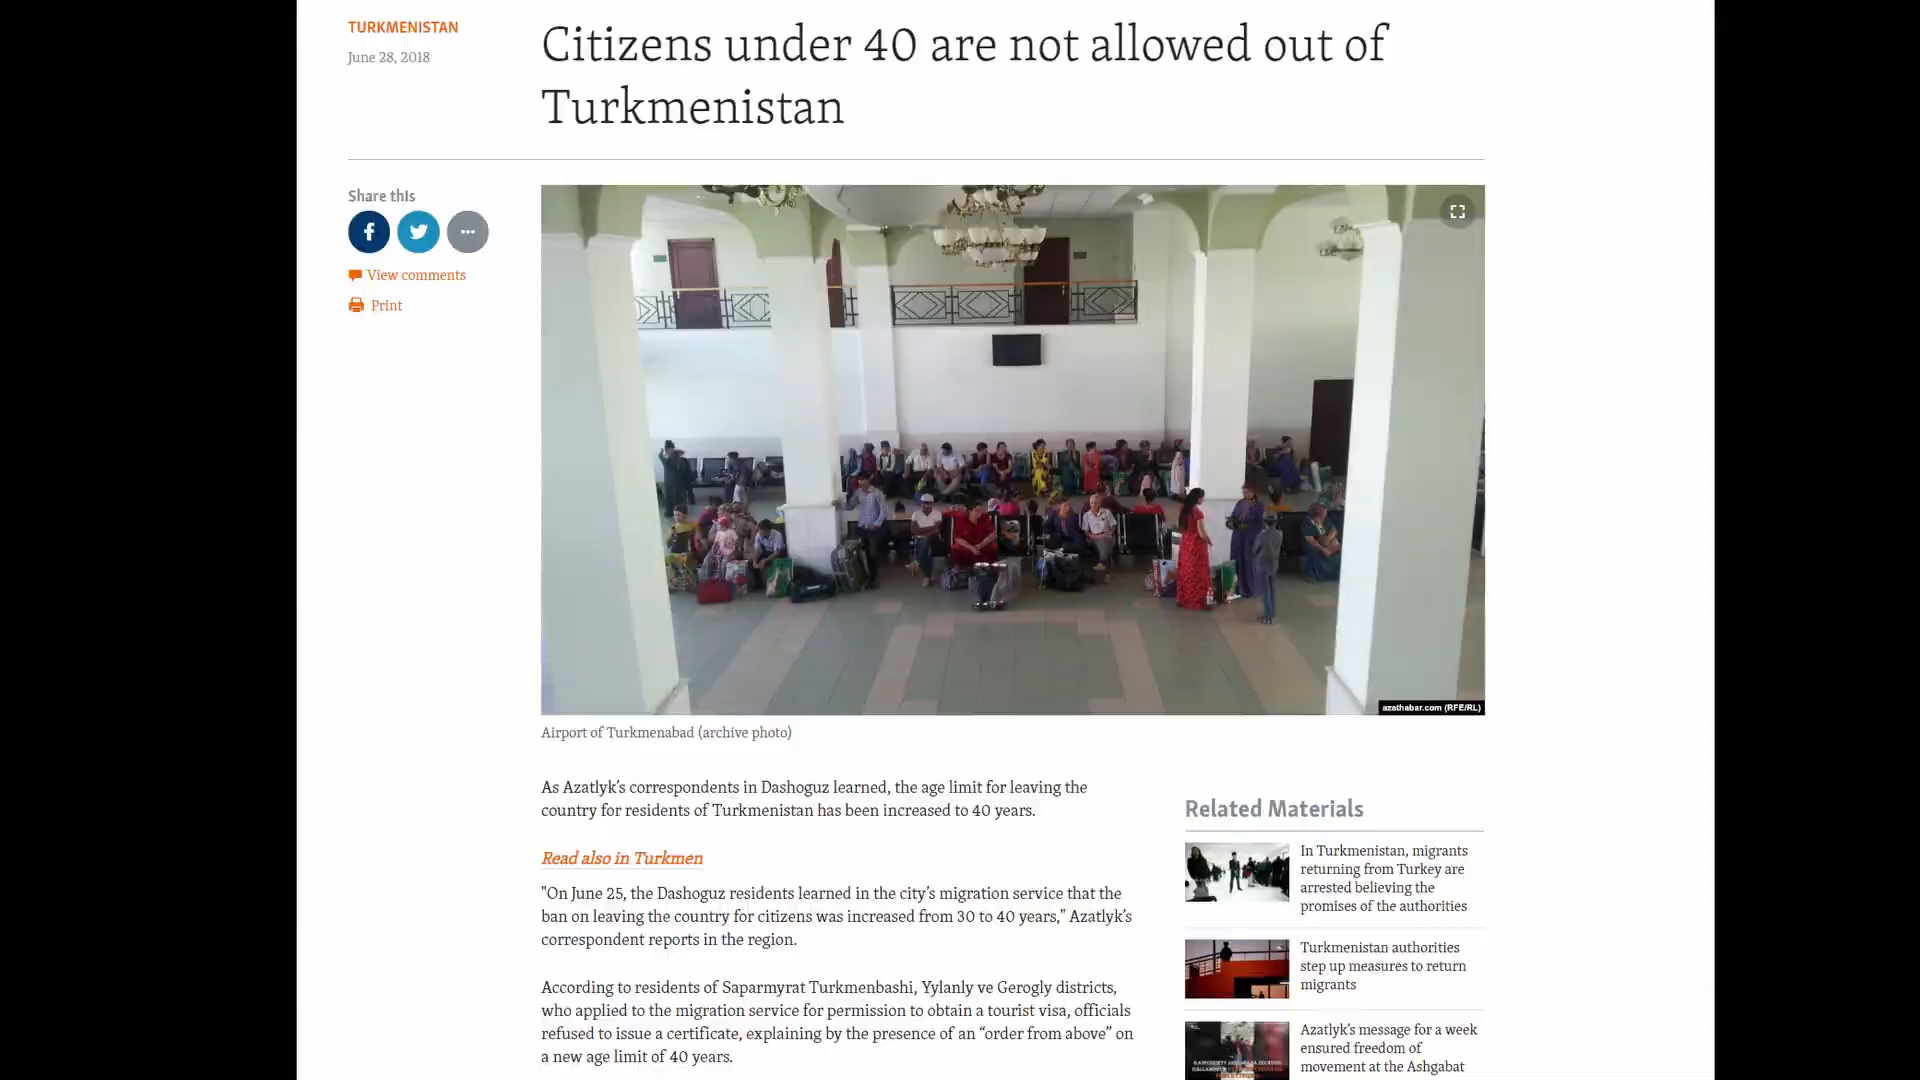 TURKMENISTAN
June 28, 2018
Citizens under 40 are not allowed out of
Turkmenistan
Share this
View comments
Print
azathabar.com (RFE/RL)
Airport of Turkmenabad (archive photo)
As Azatlyk's correspondents in Dashoguz learned, the age limit for leaving the
country for residents of Turkmenistan has been increased to 40 years.
Read also in Turkmen
"On June 25, the Dashoguz residents learned in the city's migration service that the
ban on leaving the country for citizens was increased from 30 to 40 years," Azatlyk's
correspondent reports in the region.
According to residents of Saparmyrat Turkmenbashi, Yylanly ve Gerogly districts,
who applied to the migration service for permission to obtain a tourist visa, officials
refused to issue a certificate, explaining by the presence of an “order from above” on
a new age limit of 40 years.
Related Materials
In Turkmenistan, migrants
returning from Turkey are
arrested believing the
promises of the authorities
Turkmenistan authorities
step up measures to return
migrants
Azatlyk's message for a week
ensured freedom of
movement at the Ashgabat